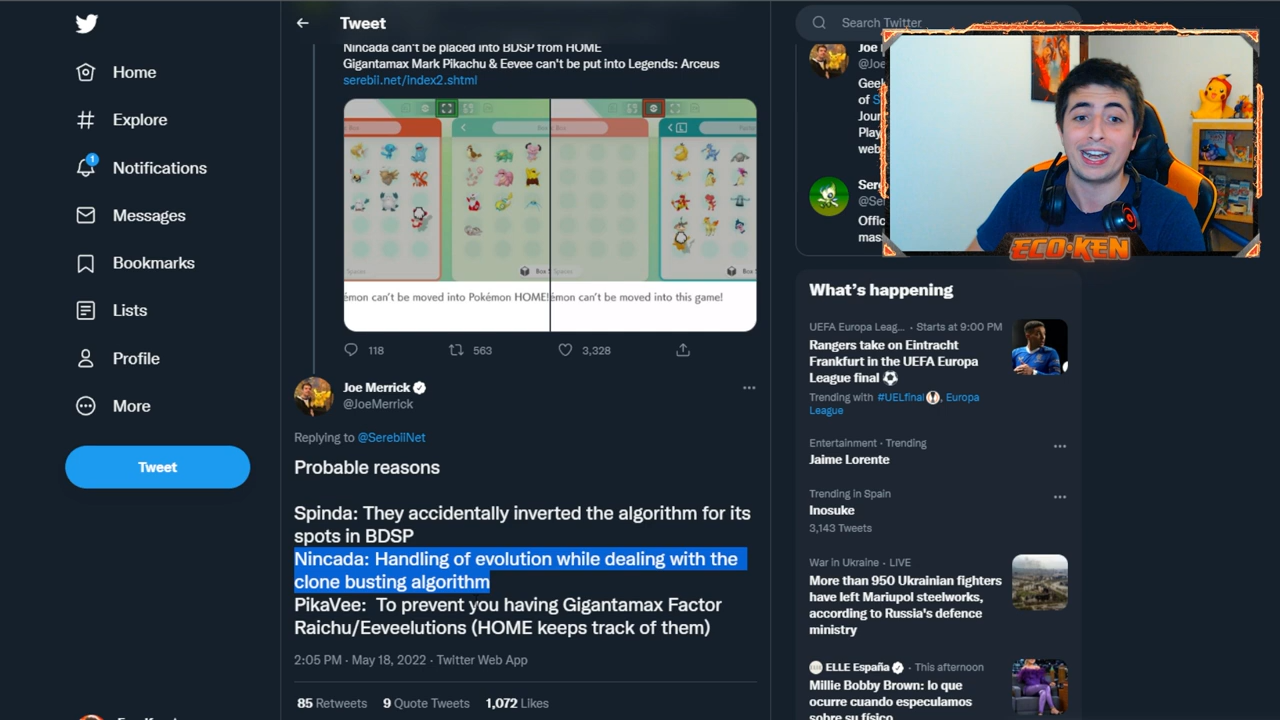 Home
Explore
1
Notifications
Messages
Bookmarks
Lists
Profile
More
Tweet
Tweet
Nincada can't be placed into BDSP from HOME
Gigantamax Mark Pikachu & Eevee can't be put into Legends: Arceus
serebii.net/index2.shtml
émon can't be moved into Pokémon HOME!
émon can't be moved into this game!
118
563
3,328
Joe Merrick
@JoeMerrick
Replying to @SerebiiNet
Probable reasons
Spinda: They accidentally inverted the algorithm for its
spots in BDSP
Nincada: Handling of evolution while dealing with the
clone busting algorithm
PikaVee: To prevent you having Gigantamax Factor
Raichu/Eeveelutions (HOME keeps track of them)
2:05 PM · May 18, 2022 · Twitter Web App
85 Retweets 9 Quote Tweets 1,072 Likes
Search Twitter
ECO-KEN
What's happening
UEFA Europa Leag... · Starts at 9:00 PM
Rangers take on Eintracht
Frankfurt in the UEFA Europa
League final
Trending with #UELfinal, Europa
League
Entertainment · Trending
Jaime Lorente
Trending in Spain
Inosuke
3,143 Tweets
War in Ukraine · LIVE
More than 950 Ukrainian fighters
have left Mariupol steelworks,
according to Russia's defence
ministry
ELLE España · This afternoon
Millie Bobby Brown: lo que
ocurre cuando especulamos
sobre su físico